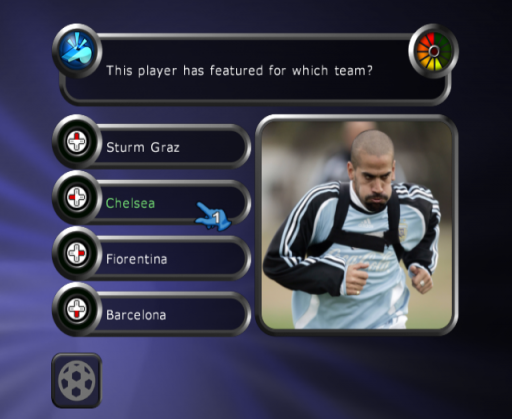 This player has featured for which team?
Sturm Graz
Chelsea
1
Fiorentina
Barcelona